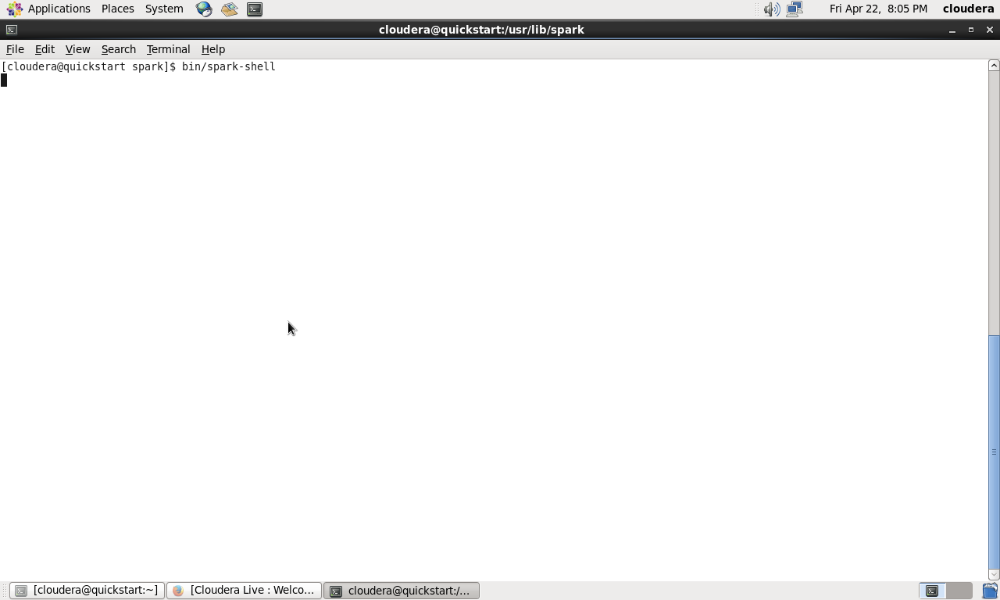 Applications Places System Fri Apr 22, 8:05 PM cloudera
cloudera@quickstart:/usr/lib/spark
File Edit View Search Terminal Help
[cloudera@quickstart spark]$ bin/spark-shell
[cloudera@quickstart:~] [Cloudera Live : Welco... cloudera@quickstart:/...